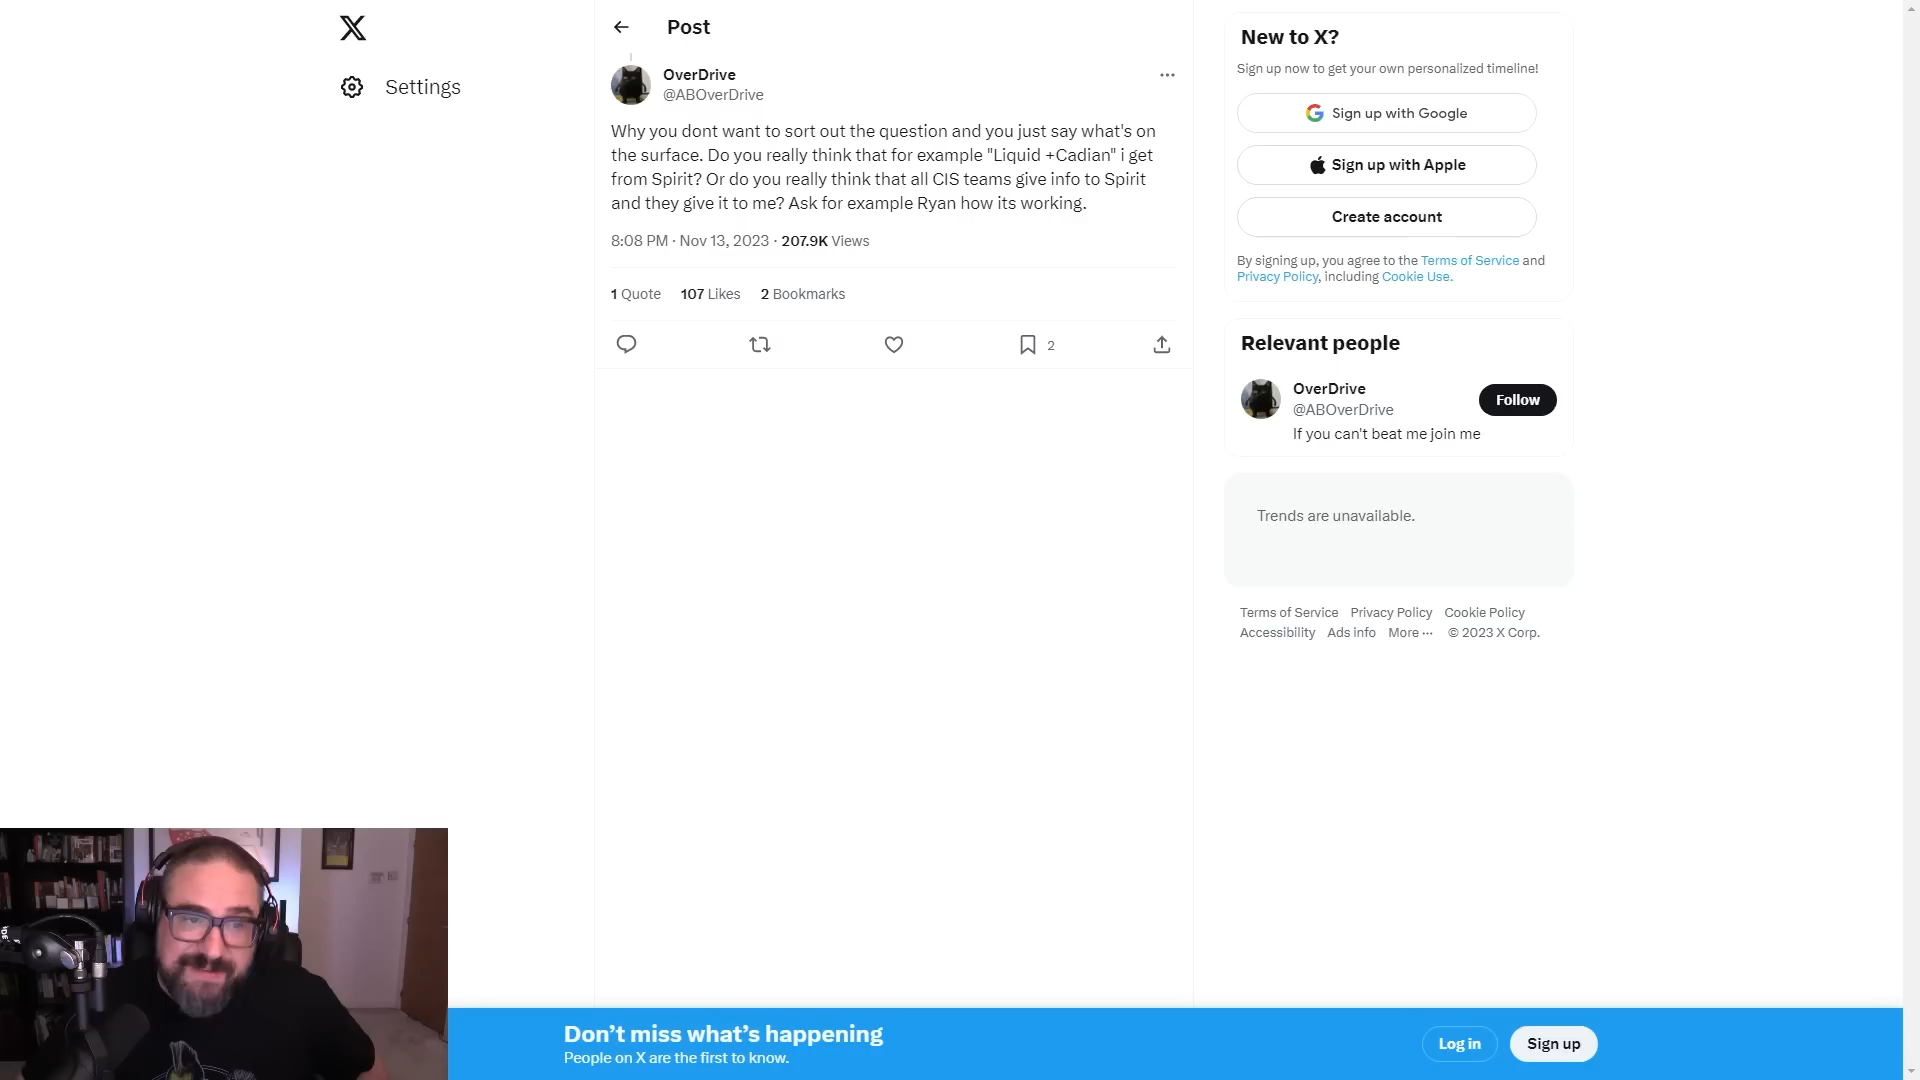 Settings
Post
OverDrive
@ABOverDrive
Why you dont want to sort out the question and you just say what's on
the surface. Do you really think that for example "Liquid +Cadian" i get
from Spirit? Or do you really think that all CIS teams give info to Spirit
and they give it to me? Ask for example Ryan how its working.
8:08 PM · Nov 13, 2023 · 207.9K Views
1 Quote 107 Likes 2 Bookmarks
2
New to X?
Sign up now to get your own personalized timeline!
Sign up with Google
Sign up with Apple
Create account
By signing up, you agree to the Terms of Service and
Privacy Policy, including Cookie Use.
Relevant people
OverDrive
@ABOverDrive
Follow
If you can't beat me join me
Trends are unavailable.
Terms of Service Privacy Policy Cookie Policy
Accessibility Ads info More ··· © 2023 X Corp.
Don’t miss what’s happening
People on X are the first to know.
Log in
Sign up